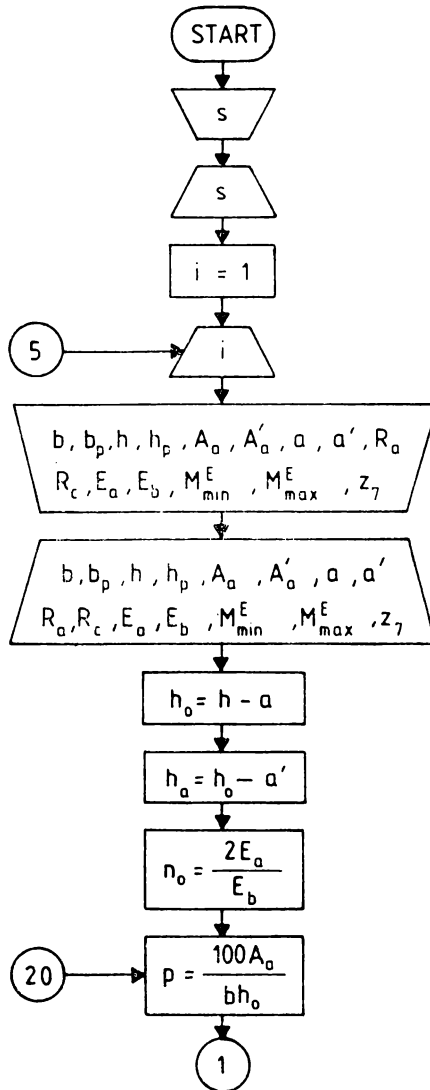 START
s
s
i = 1
5
i
b, b_p, h, h_p, A_a, A'_a, a, a', R_a
R_c, E_a, E_b, M^E_min, M^E_max, z_7
b, b_p, h, h_p, A_a, A'_a, a, a'
R_a, R_c, E_a, E_b, M^E_min, M^E_max, z_7
h_o = h - a
h_a = h_o - a'
n_o = 2E_a / E_b
20
p = 100A_a / bh_o
1